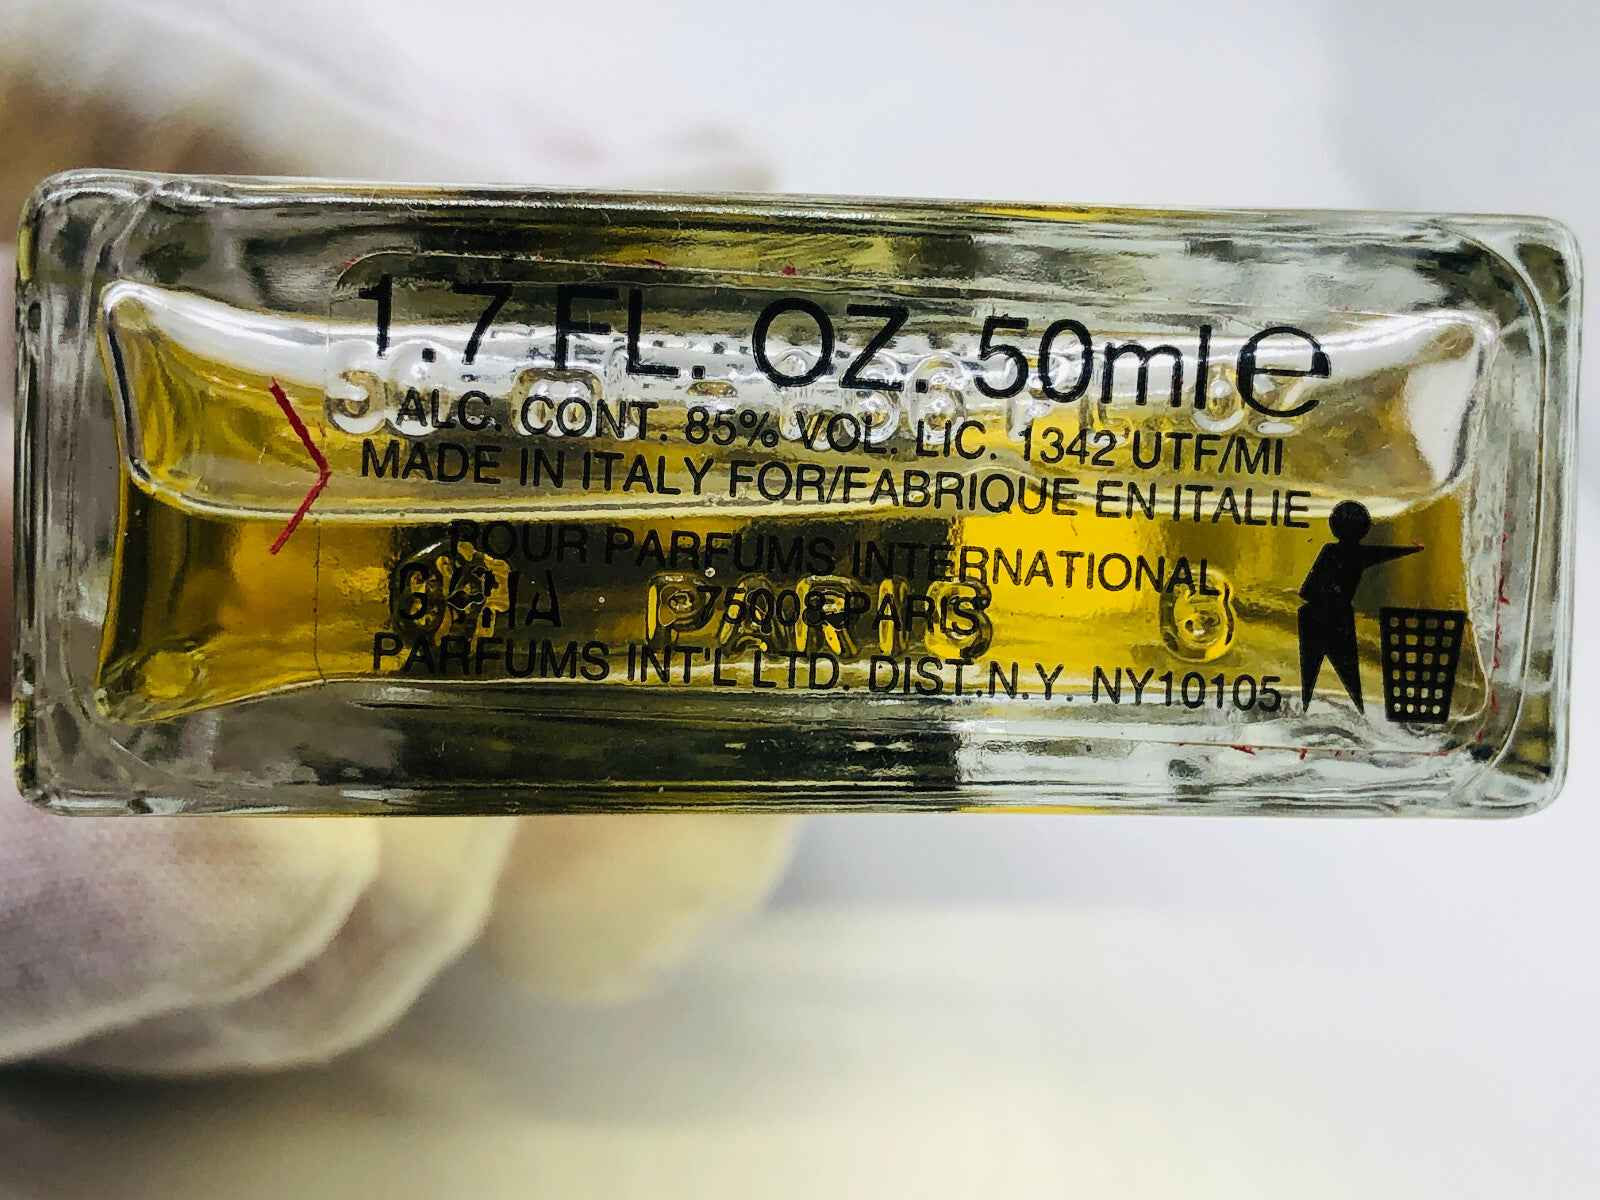 1.7 FL. OZ. 50ml e
ALC. CONT. 85% VOL. LIC. 1342 UTF/MI
MADE IN ITALY FOR/FABRIQUE EN ITALIE
POUR PARFUMS INTERNATIONAL
75008 PARIS
PARFUMS INT'L LTD. DIST.N.Y. NY10105
PARIS